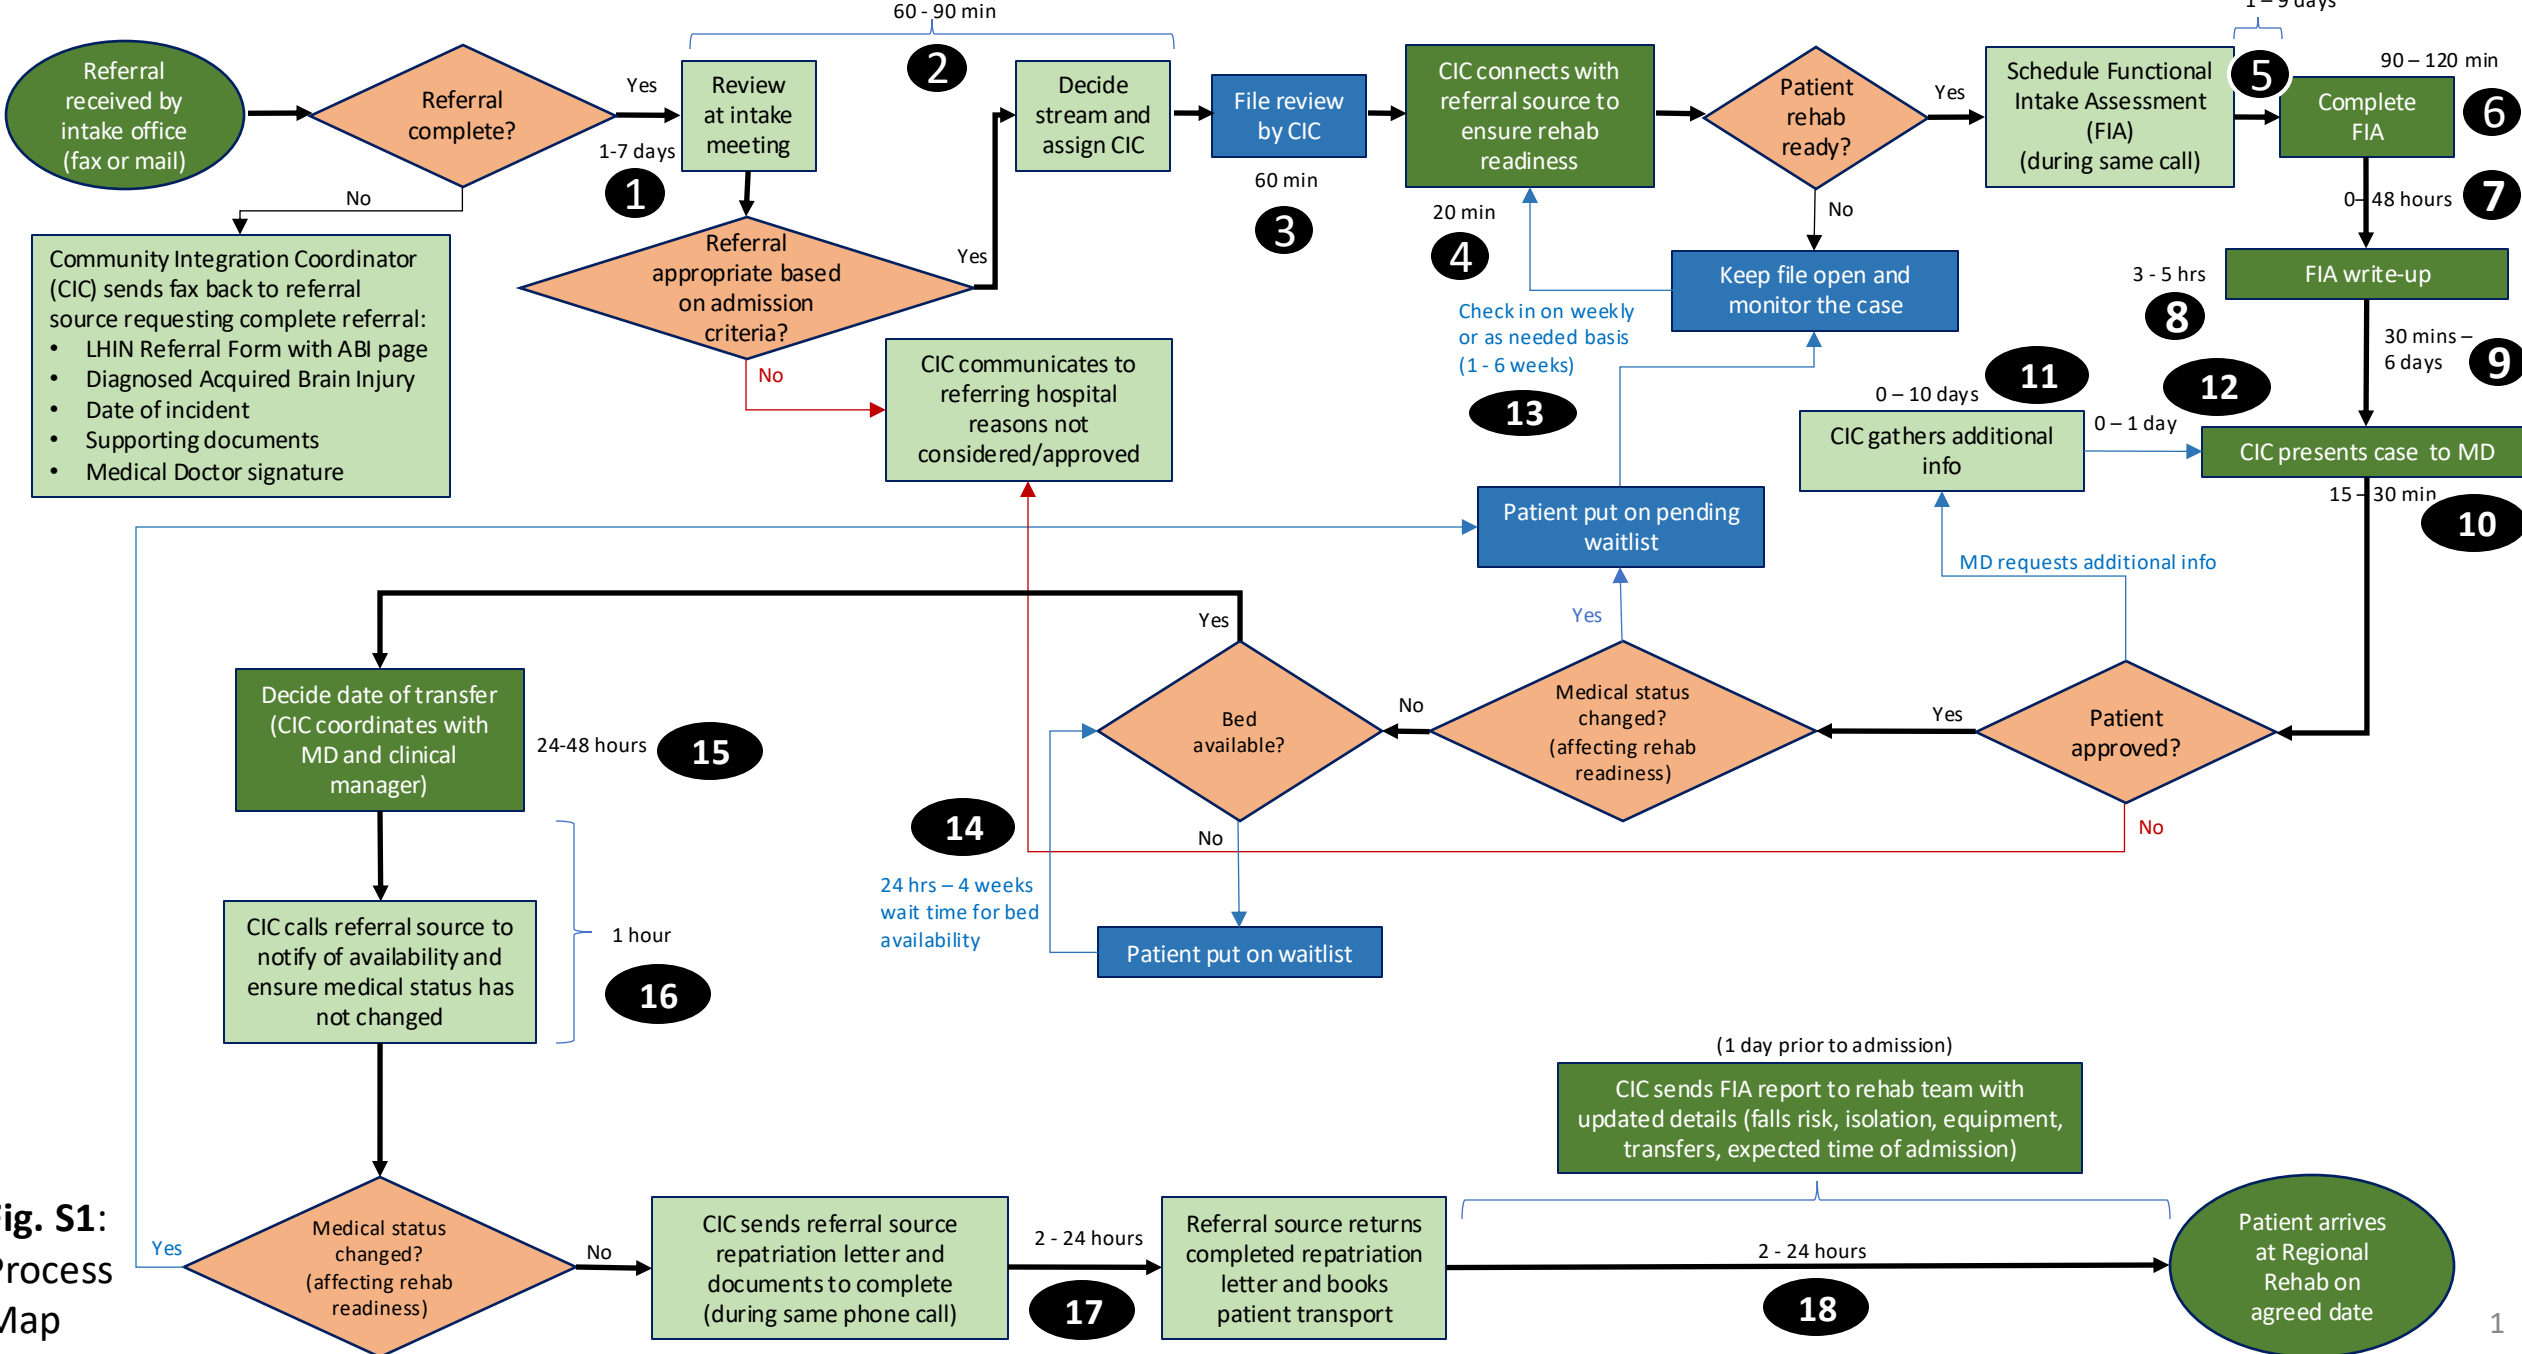 60 - 90 min
1 – 9 days
Referral
received by
intake office
(fax or mail)
Referral
complete?
Yes
No
1-7 days
1
Review
at intake
meeting
2
Decide
stream and
assign CIC
File review
by CIC
60 min
3
CIC connects with
referral source to
ensure rehab
readiness
20 min
4
Patient
rehab
ready?
Yes
No
Schedule Functional
Intake Assessment
(FIA)
(during same call)
5
90 – 120 min
Complete
FIA
6
0– 48 hours
7
Community Integration Coordinator
(CIC) sends fax back to referral
source requesting complete referral:
• LHIN Referral Form with ABI page
• Diagnosed Acquired Brain Injury
• Date of incident
• Supporting documents
• Medical Doctor signature
Referral
appropriate based
on admission
criteria?
Yes
No
CIC communicates to
referring hospital
reasons not
considered/approved
Keep file open and
monitor the case
Check in on weekly
or as needed basis
(1 - 6 weeks)
13
FIA write-up
3 - 5 hrs
8
30 mins –
6 days
9
0 – 10 days
11
12
CIC gathers additional
info
0 – 1 day
CIC presents case to MD
15 – 30 min
10
Patient put on pending
waitlist
MD requests additional info
Yes
Yes
Decide date of transfer
(CIC coordinates with
MD and clinical
manager)
24-48 hours
15
Bed
available?
No
Medical status
changed?
(affecting rehab
readiness)
Yes
Patient
approved?
No
14
No
24 hrs – 4 weeks
wait time for bed
availability
Patient put on waitlist
CIC calls referral source to
notify of availability and
ensure medical status has
not changed
1 hour
16
(1 day prior to admission)
CIC sends FIA report to rehab team with
updated details (falls risk, isolation, equipment,
transfers, expected time of admission)
Fig. S1:
Process
Map
Yes
Medical status
changed?
(affecting rehab
readiness)
No
CIC sends referral source
repatriation letter and
documents to complete
(during same phone call)
2 - 24 hours
17
Referral source returns
completed repatriation
letter and books
patient transport
2 - 24 hours
18
Patient arrives
at Regional
Rehab on
agreed date
1